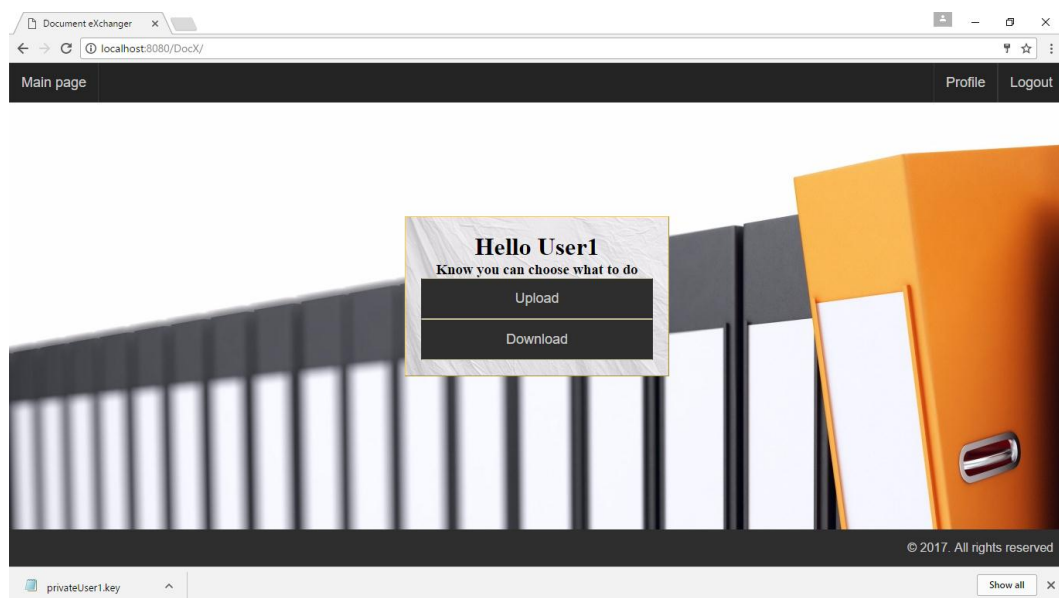 Document eXchanger
localhost:8080/DocX/
Main page
Profile
Logout
Hello User1
Know you can choose what to do
Upload
Download
© 2017. All rights reserved
privateUser1.key
Show all